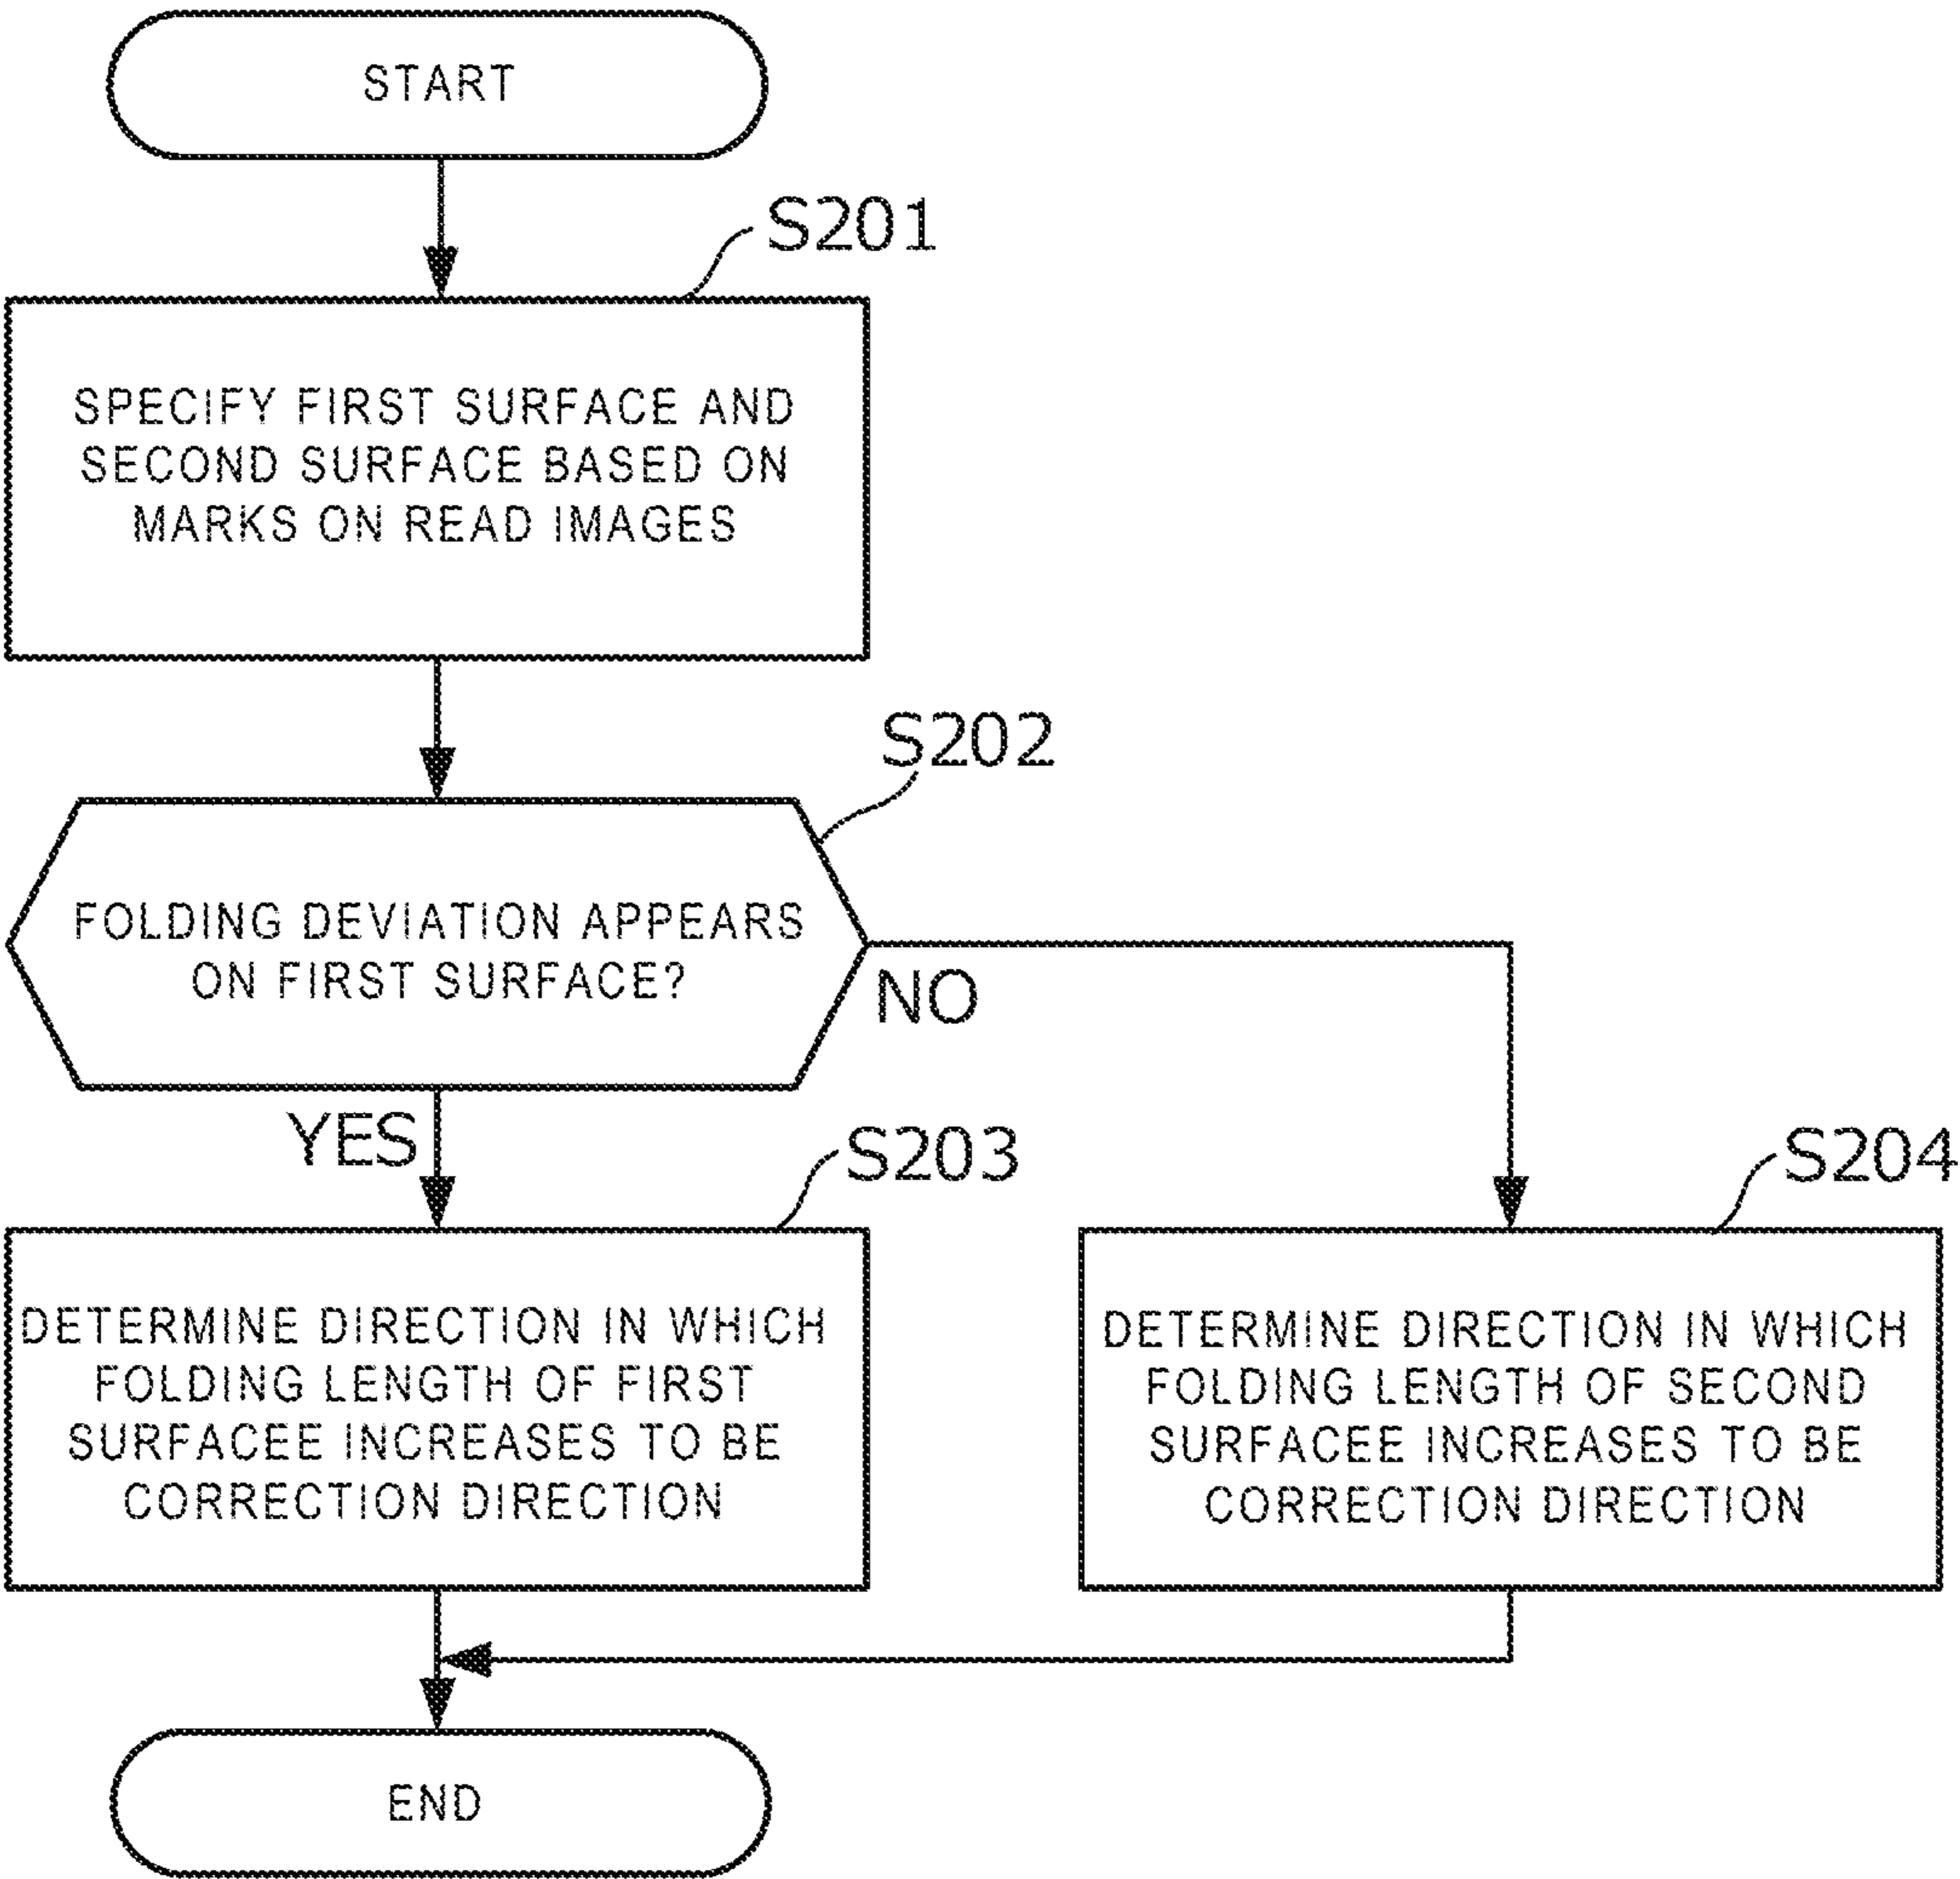 START
S201
SPECIFY FIRST SURFACE AND
SECOND SURFACE BASED ON
MARKS ON READ IMAGES
S202
FOLDING DEVIATION APPEARS
ON FIRST SURFACE?
NO
YES
S203
DETERMINE DIRECTION IN WHICH
FOLDING LENGTH OF FIRST
SURFACEE INCREASES TO BE
CORRECTION DIRECTION
S204
DETERMINE DIRECTION IN WHICH
FOLDING LENGTH OF SECOND
SURFACEE INCREASES TO BE
CORRECTION DIRECTION
END